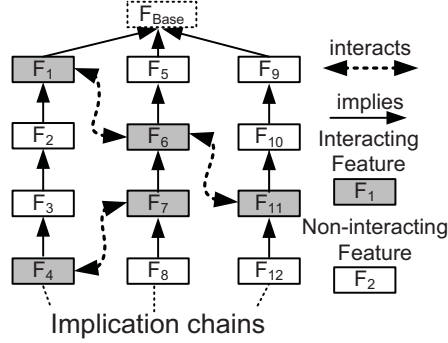 F_Base
F1 F5 F9
F2 F6 F10
F3 F7 F11
F4 F8 F12
Implication chains
interacts
implies
Interacting
Feature
F1
Non-interacting
Feature
F2